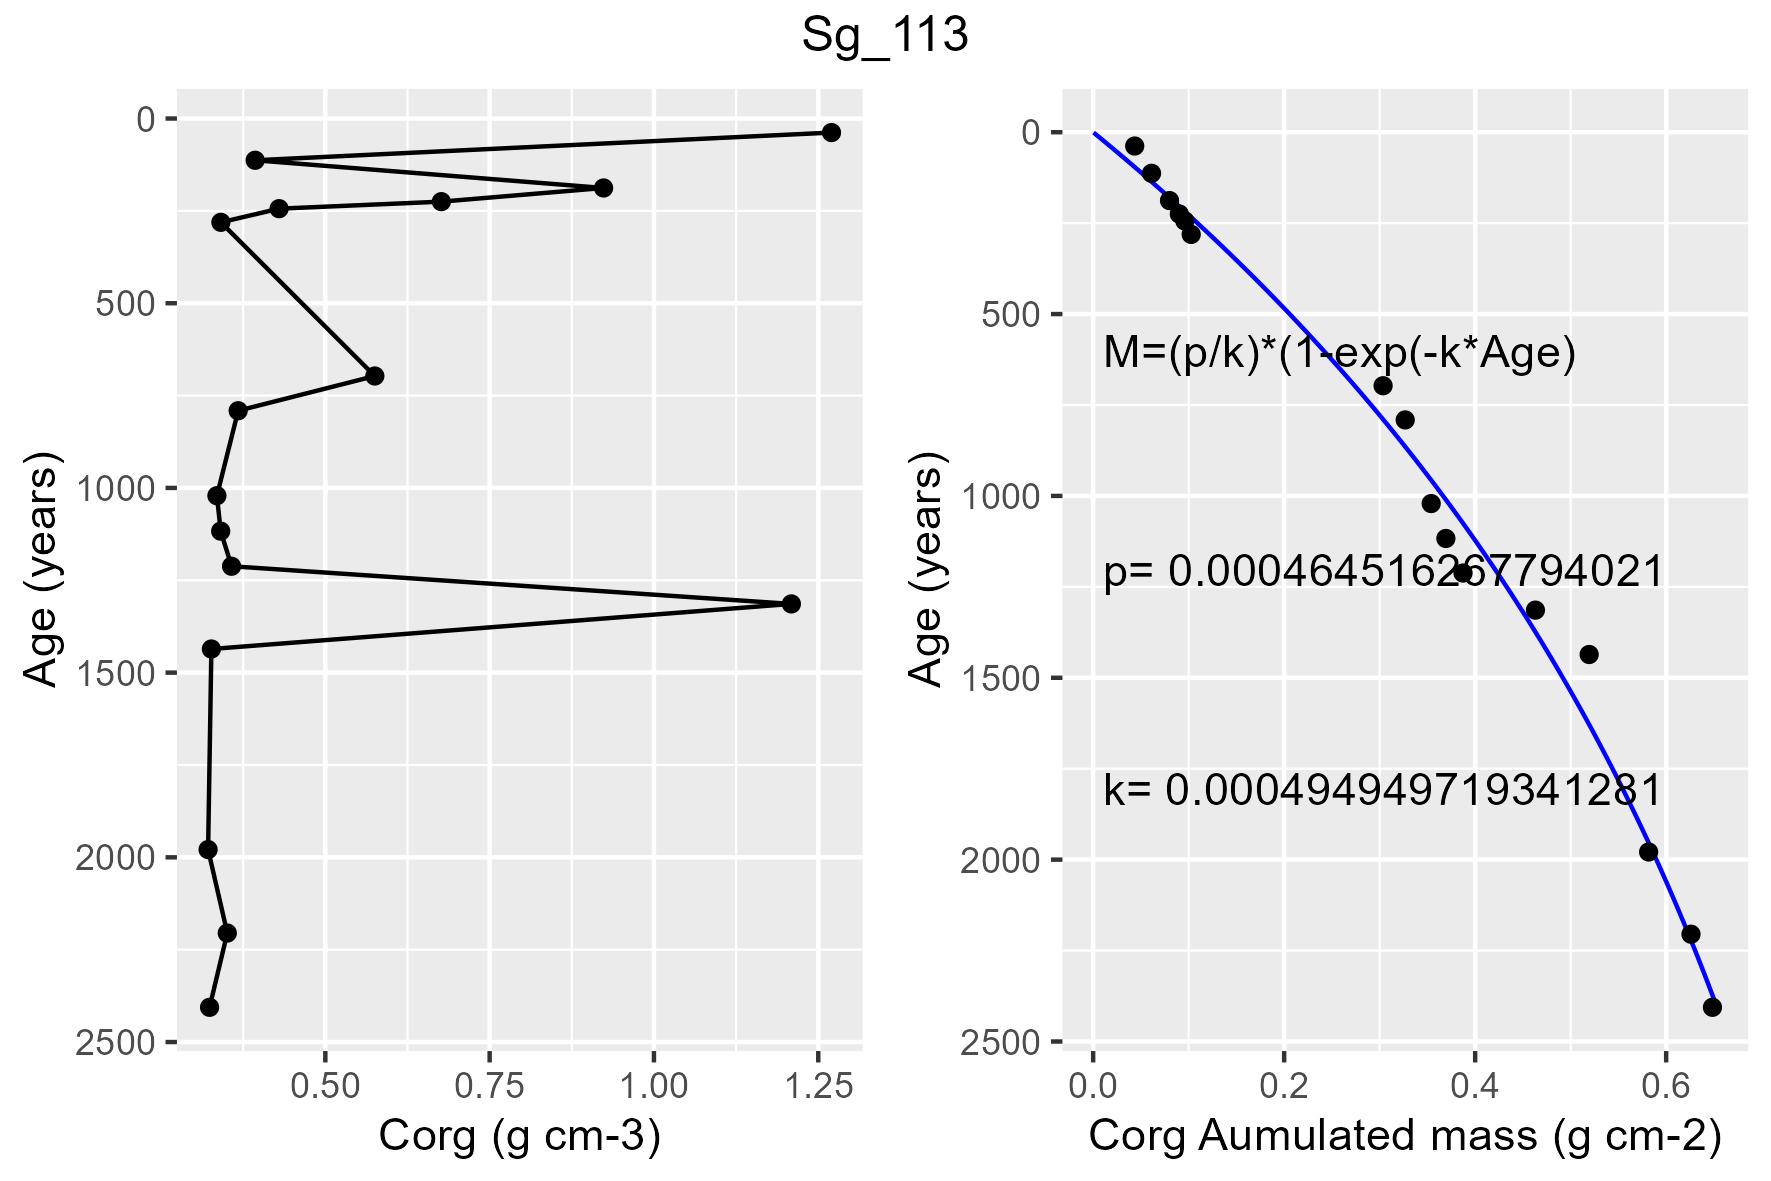 Sg_113
0
500
1000
1500
2000
2500
Age (years)
0.50 0.75 1.00 1.25
Corg (g cm-3)
0
500
1000
1500
2000
2500
Age (years)
M=(p/k)*(1-exp(-k*Age)
p= 0.000464516267794021
k= 0.000494949719341281
0.0 0.2 0.4 0.6
Corg Aumulated mass (g cm-2)